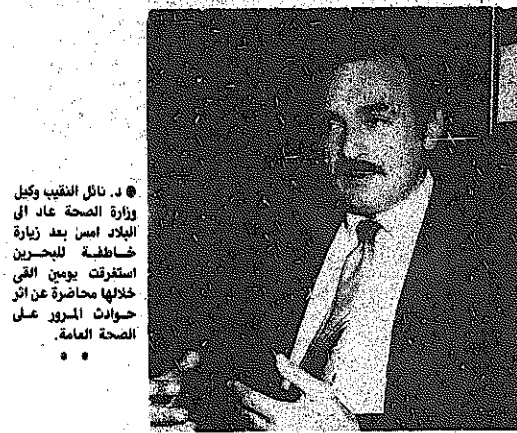 ● د. نائل النقيب وكيل
وزارة الصحة عاد الى
البلاد امس بعد زيارة
خاطفية للبحرين
استغرقت يومين القى
خلالها محاضرة عن اثر
حوادث المرور على
الصحة العامة.